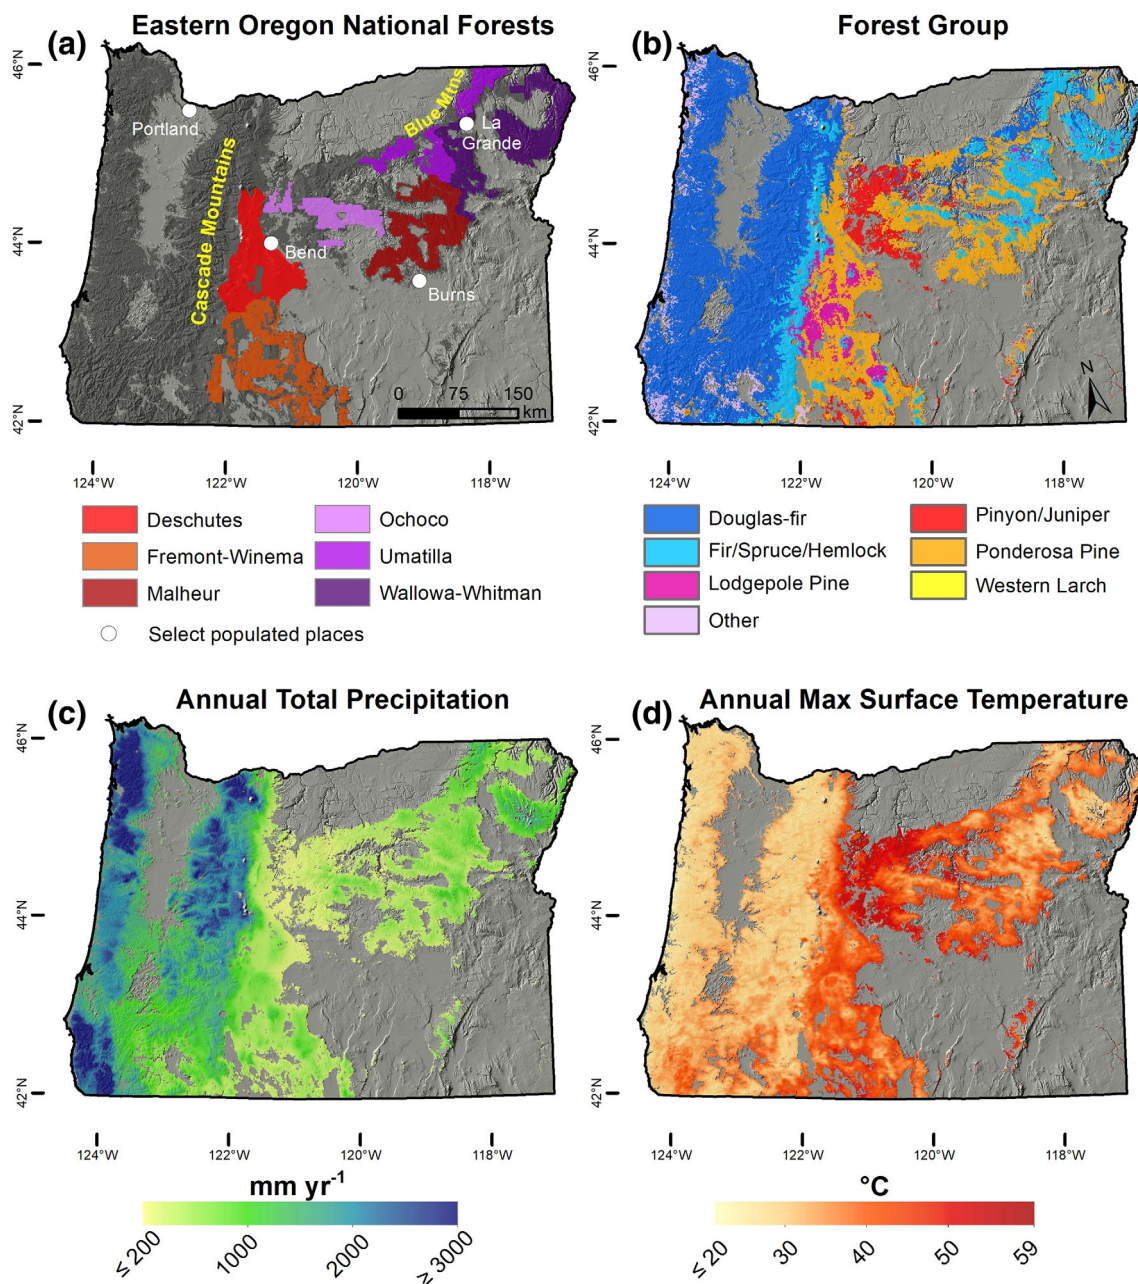 (a) Eastern Oregon National Forests
46°N
44°N
42°N
Portland
Cascade Mountains
Blue Mtns
La
Grande
Bend
Burns
0 75 150
km
124°W 122°W 120°W 118°W
Deschutes
Fremont-Winema
Malheur
Ochoco
Umatilla
Wallowa-Whitman
Select populated places
(b) Forest Group
46°N
44°N
42°N
N
124°W 122°W 120°W 118°W
Douglas-fir
Fir/Spruce/Hemlock
Lodgepole Pine
Other
Pinyon/Juniper
Ponderosa Pine
Western Larch
(c) Annual Total Precipitation
46°N
44°N
42°N
124°W 122°W 120°W 118°W
mm yr⁻¹
≤ 200 1000 2000 ≥ 3000
(d) Annual Max Surface Temperature
46°N
44°N
42°N
124°W 122°W 120°W 118°W
°C
≤ 20 30 40 50 59